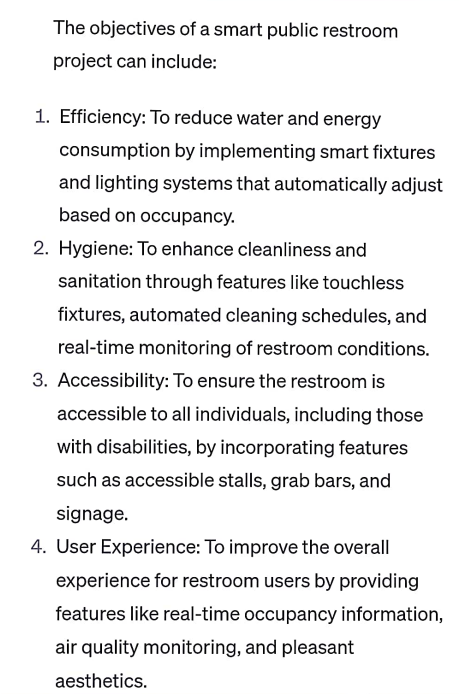 The objectives of a smart public restroom
project can include:
1. Efficiency: To reduce water and energy
consumption by implementing smart fixtures
and lighting systems that automatically adjust
based on occupancy.
2. Hygiene: To enhance cleanliness and
sanitation through features like touchless
fixtures, automated cleaning schedules, and
real-time monitoring of restroom conditions.
3. Accessibility: To ensure the restroom is
accessible to all individuals, including those
with disabilities, by incorporating features
such as accessible stalls, grab bars, and
signage.
4. User Experience: To improve the overall
experience for restroom users by providing
features like real-time occupancy information,
air quality monitoring, and pleasant
aesthetics.